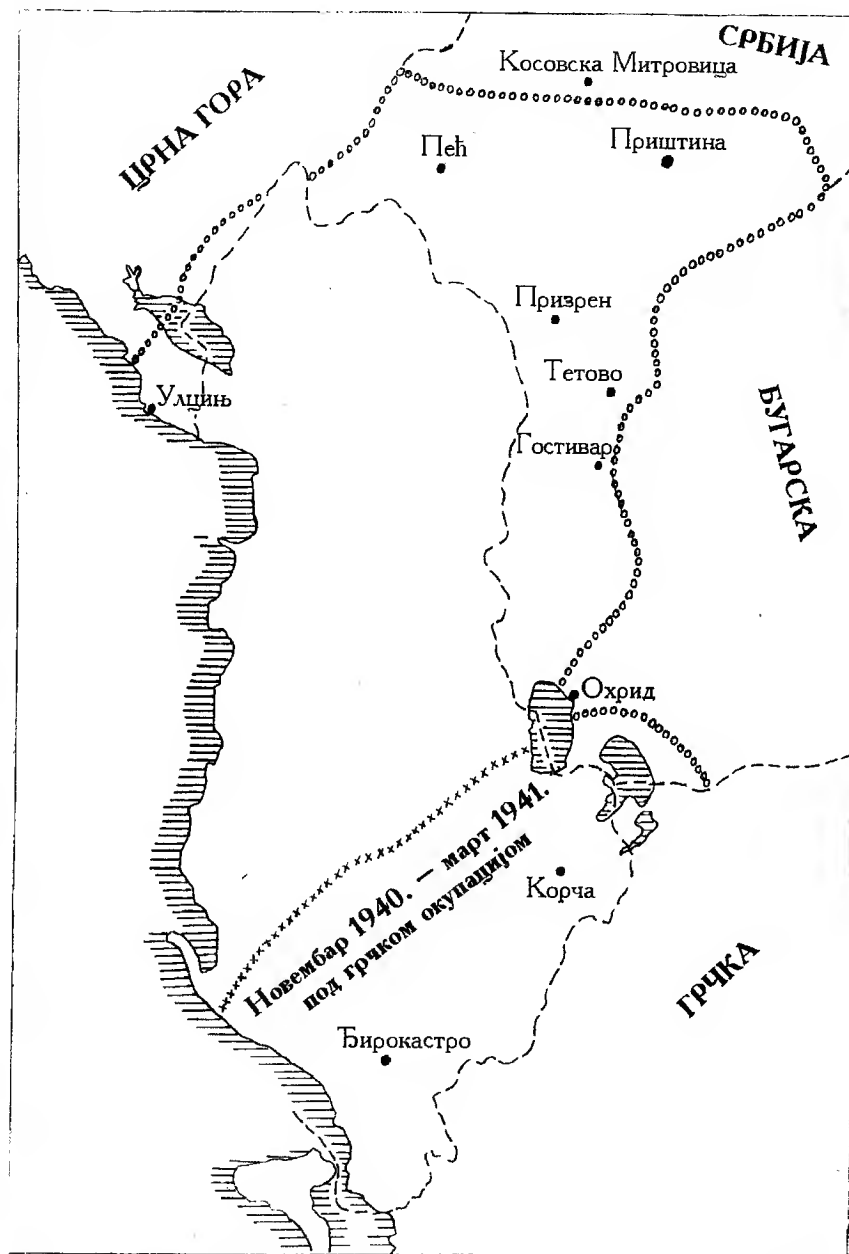 СРБИЈА
Косовска Митровица
ЦРНА ГОРА
Пећ
Приштина
Призрен
Тетово
Улцињ
Гостивар
БУГАРСКА
Охрид
Новембар 1940. – март 1941.
под грчком окупацијом
Корча
ГРЧКА
Ђирокастро